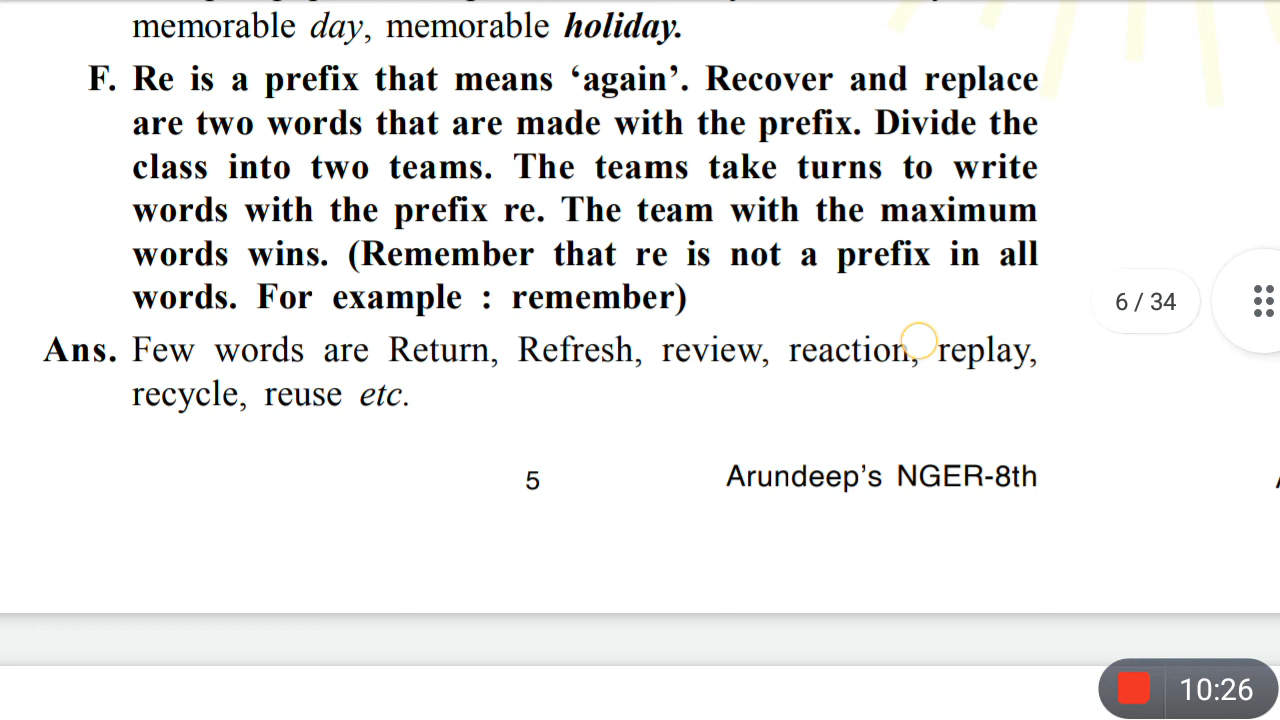 memorable day, memorable holiday.
F. Re is a prefix that means ‘again’. Recover and replace
are two words that are made with the prefix. Divide the
class into two teams. The teams take turns to write
words with the prefix re. The team with the maximum
words wins. (Remember that re is not a prefix in all
words. For example : remember)
6 / 34
Ans. Few words are Return, Refresh, review, reaction, replay,
recycle, reuse etc.
5 Arundeep’s NGER-8th
10:26